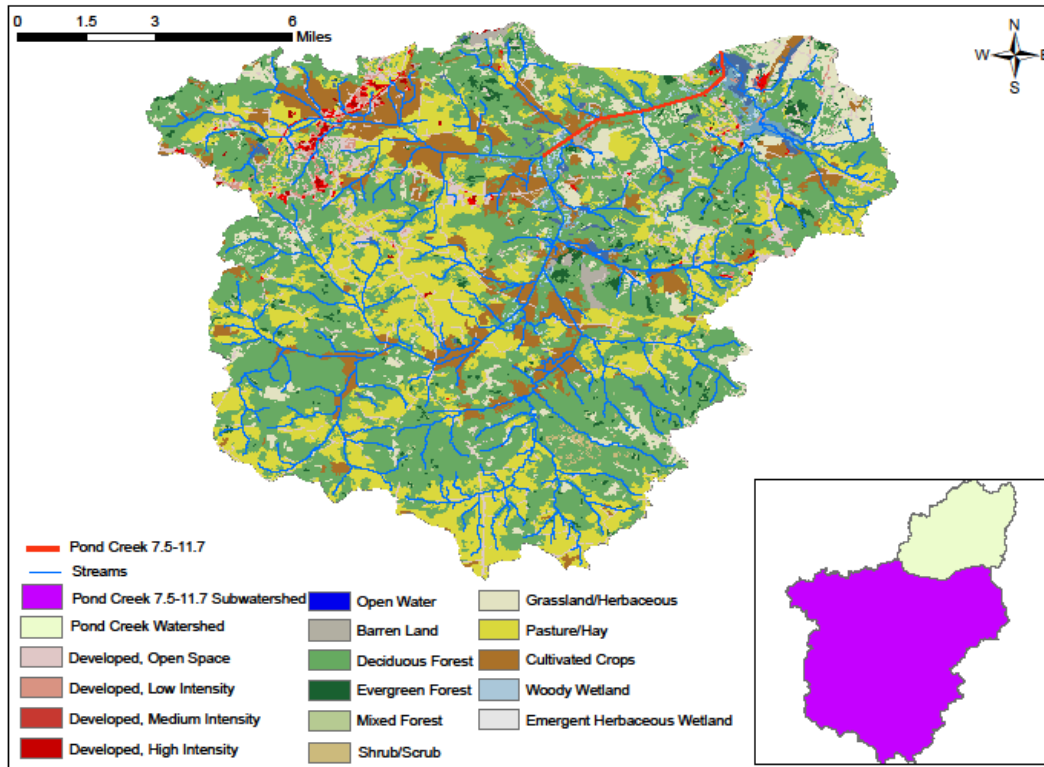 0 1.5 3 6
Miles
N
W E
S
Pond Creek 7.5-11.7
Streams
Pond Creek 7.5-11.7 Subwatershed
Pond Creek Watershed
Developed, Open Space
Developed, Low Intensity
Developed, Medium Intensity
Developed, High Intensity
Open Water
Barren Land
Deciduous Forest
Evergreen Forest
Mixed Forest
Shrub/Scrub
Grassland/Herbaceous
Pasture/Hay
Cultivated Crops
Woody Wetland
Emergent Herbaceous Wetland